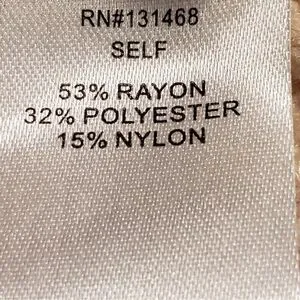 RN#131468
SELF
53% RAYON
32% POLYESTER
15% NYLON